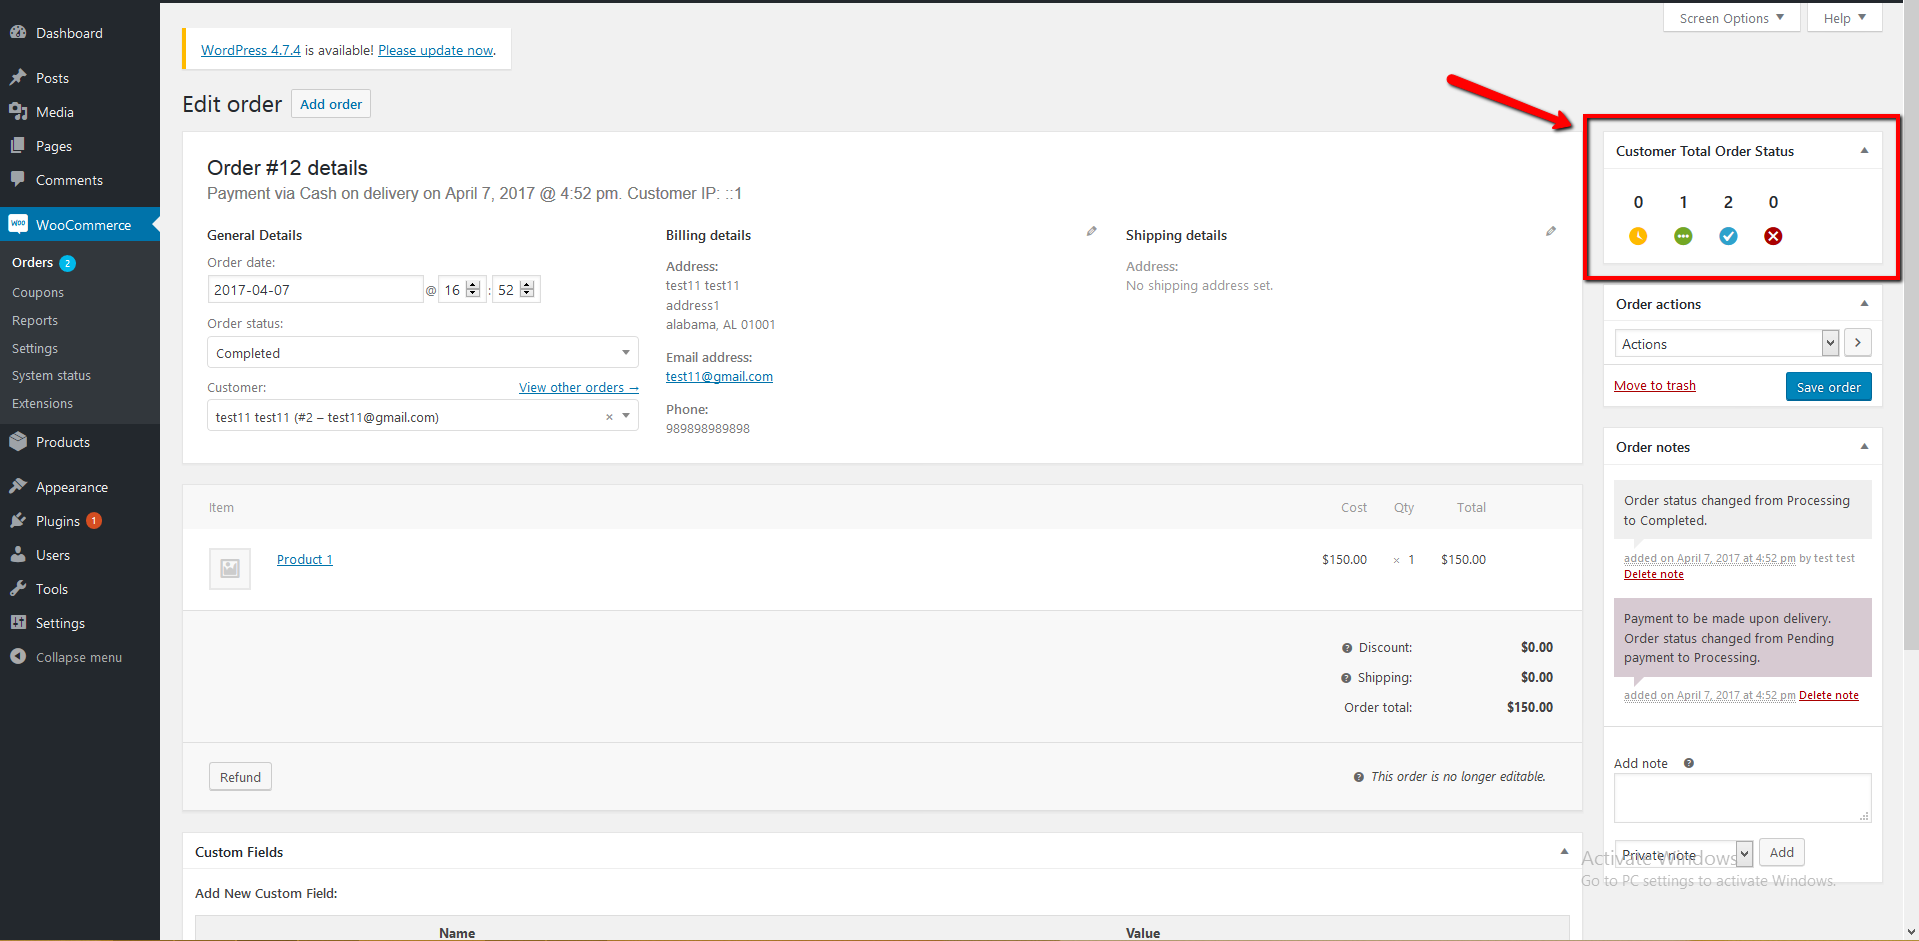 Screen Options
Help
Dashboard
Posts
Media
Pages
Comments
Woo
WooCommerce
Orders 2
Coupons
Reports
Settings
System status
Extensions
Products
Appearance
Plugins 1
Users
Tools
Settings
Collapse menu
WordPress 4.7.4 is available! Please update now.
Edit order
Add order
Order #12 details
Payment via Cash on delivery on April 7, 2017 @ 4:52 pm. Customer IP: ::1
General Details
Order date:
2017-04-07 @ 16 : 52
Order status:
Completed
Customer:
View other orders →
test11 test11 (#2 – test11@gmail.com) ×
Billing details
Address:
test11 test11
address1
alabama, AL 01001
Email address:
test11@gmail.com
Phone:
989898989898
Shipping details
Address:
No shipping address set.
Item Cost Qty Total
Product 1 $150.00 × 1 $150.00
Discount: $0.00
Shipping: $0.00
Order total: $150.00
Refund
This order is no longer editable.
Custom Fields
Add New Custom Field:
Name Value
Customer Total Order Status
0 1 2 0
Order actions
Actions
Move to trash
Save order
Order notes
Order status changed from Processing
to Completed.
added on April 7, 2017 at 4:52 pm by test test
Delete note
Payment to be made upon delivery.
Order status changed from Pending
payment to Processing.
added on April 7, 2017 at 4:52 pm Delete note
Add note
Private note
Add
Activate Windows
Go to PC settings to activate Windows.